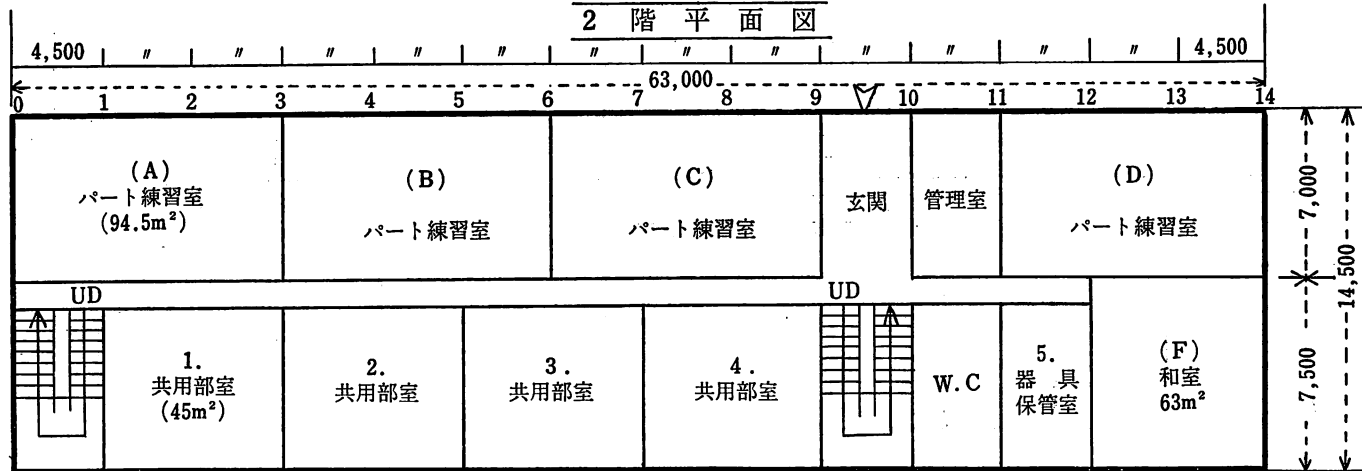 2 階 平 面 図
4,500 〃 〃 〃 〃 〃 〃 〃 〃 〃 〃 〃 4,500
63,000
0 1 2 3 4 5 6 7 8 9 10 11 12 13 14
(A)
パート練習室
(94.5m²)
(B)
パート練習室
(C)
パート練習室
玄関
管理室
(D)
パート練習室
7,000
14,500
UD
UD
1.
共用部室
(45m²)
2.
共用部室
3.
共用部室
4.
共用部室
W.C
5.
器 具
保管室
(F)
和室
63m²
7,500